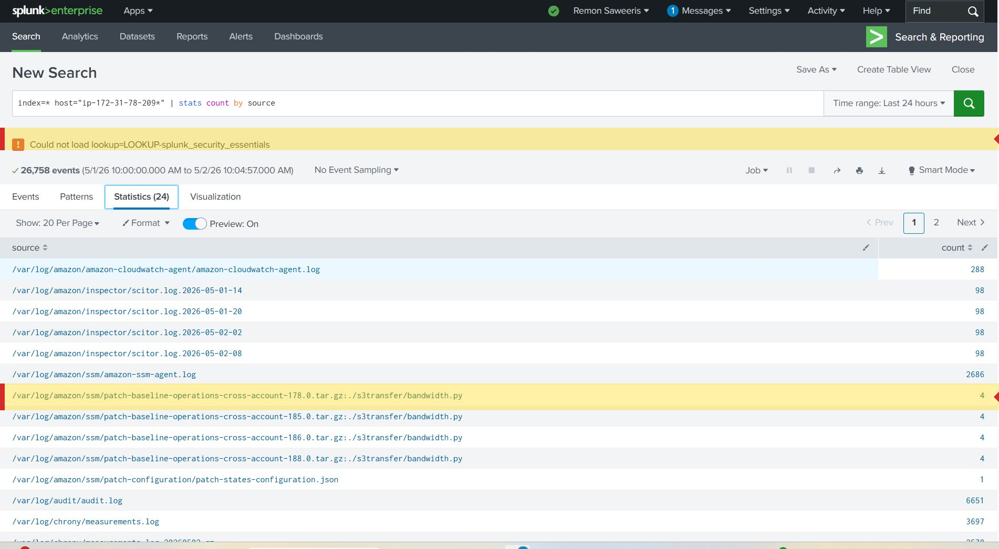 splunk>enterprise Apps Remon Saweeris 1 Messages Settings Activity Help Find
Search Analytics Datasets Reports Alerts Dashboards > Search & Reporting
New Search Save As Create Table View Close
index=* host="ip-172-31-78-209*" | stats count by source Time range: Last 24 hours
! Could not load lookup=LOOKUP-splunk_security_essentials
26,758 events (5/1/26 10:00:00.000 AM to 5/2/26 10:04:57.000 AM) No Event Sampling Job Smart Mode
Events Patterns Statistics (24) Visualization
Show: 20 Per Page Format Preview: On < Prev 1 2 Next >
source count
/var/log/amazon/amazon-cloudwatch-agent/amazon-cloudwatch-agent.log 288
/var/log/amazon/inspector/scitor.log.2026-05-01-14 98
/var/log/amazon/inspector/scitor.log.2026-05-01-20 98
/var/log/amazon/inspector/scitor.log.2026-05-02-02 98
/var/log/amazon/inspector/scitor.log.2026-05-02-08 98
/var/log/amazon/ssm/amazon-ssm-agent.log 2686
/var/log/amazon/ssm/patch-baseline-operations-cross-account-178.0.tar.gz:./s3transfer/bandwidth.py 4
/var/log/amazon/ssm/patch-baseline-operations-cross-account-185.0.tar.gz:./s3transfer/bandwidth.py 4
/var/log/amazon/ssm/patch-baseline-operations-cross-account-186.0.tar.gz:./s3transfer/bandwidth.py 4
/var/log/amazon/ssm/patch-baseline-operations-cross-account-188.0.tar.gz:./s3transfer/bandwidth.py 4
/var/log/amazon/ssm/patch-configuration/patch-states-configuration.json 1
/var/log/audit/audit.log 6651
/var/log/chrony/measurements.log 3697